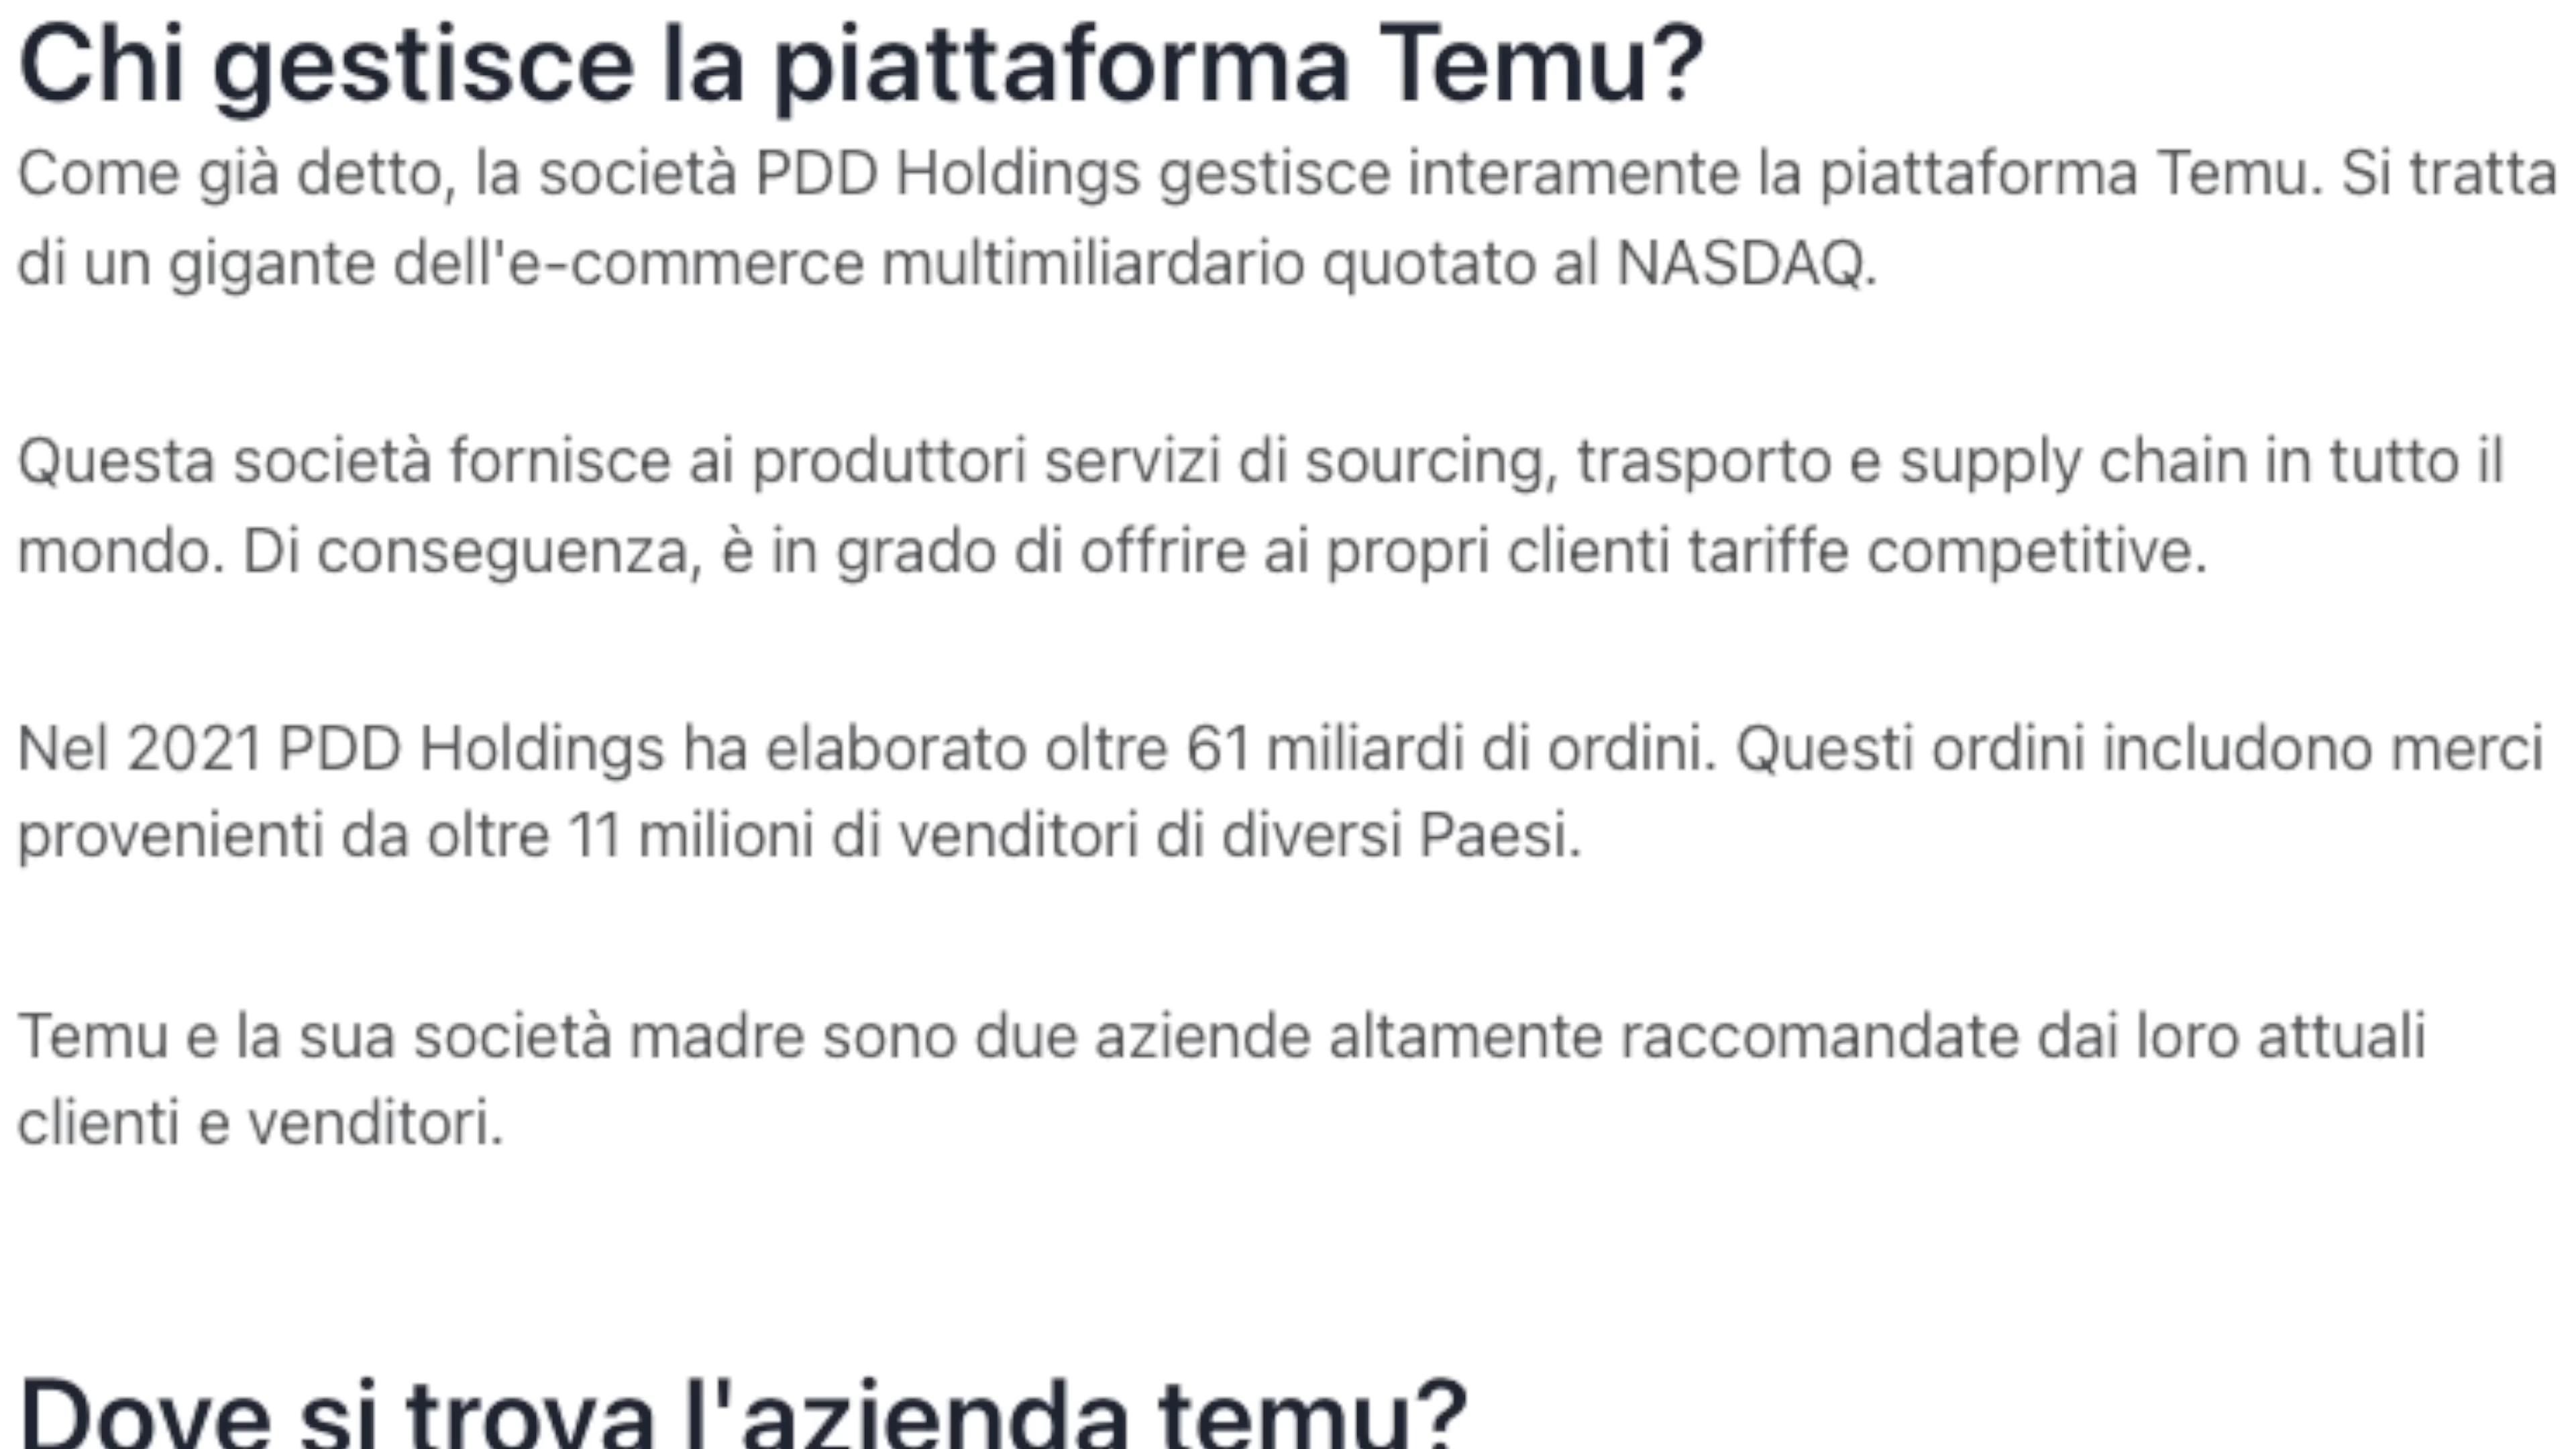 Chi gestisce la piattaforma Temu?
Come già detto, la società PDD Holdings gestisce interamente la piattaforma Temu. Si tratta
di un gigante dell'e-commerce multimiliardario quotato al NASDAQ.
Questa società fornisce ai produttori servizi di sourcing, trasporto e supply chain in tutto il
mondo. Di conseguenza, è in grado di offrire ai propri clienti tariffe competitive.
Nel 2021 PDD Holdings ha elaborato oltre 61 miliardi di ordini. Questi ordini includono merci
provenienti da oltre 11 milioni di venditori di diversi Paesi.
Temu e la sua società madre sono due aziende altamente raccomandate dai loro attuali
clienti e venditori.
Dove si trova l'azienda temu?